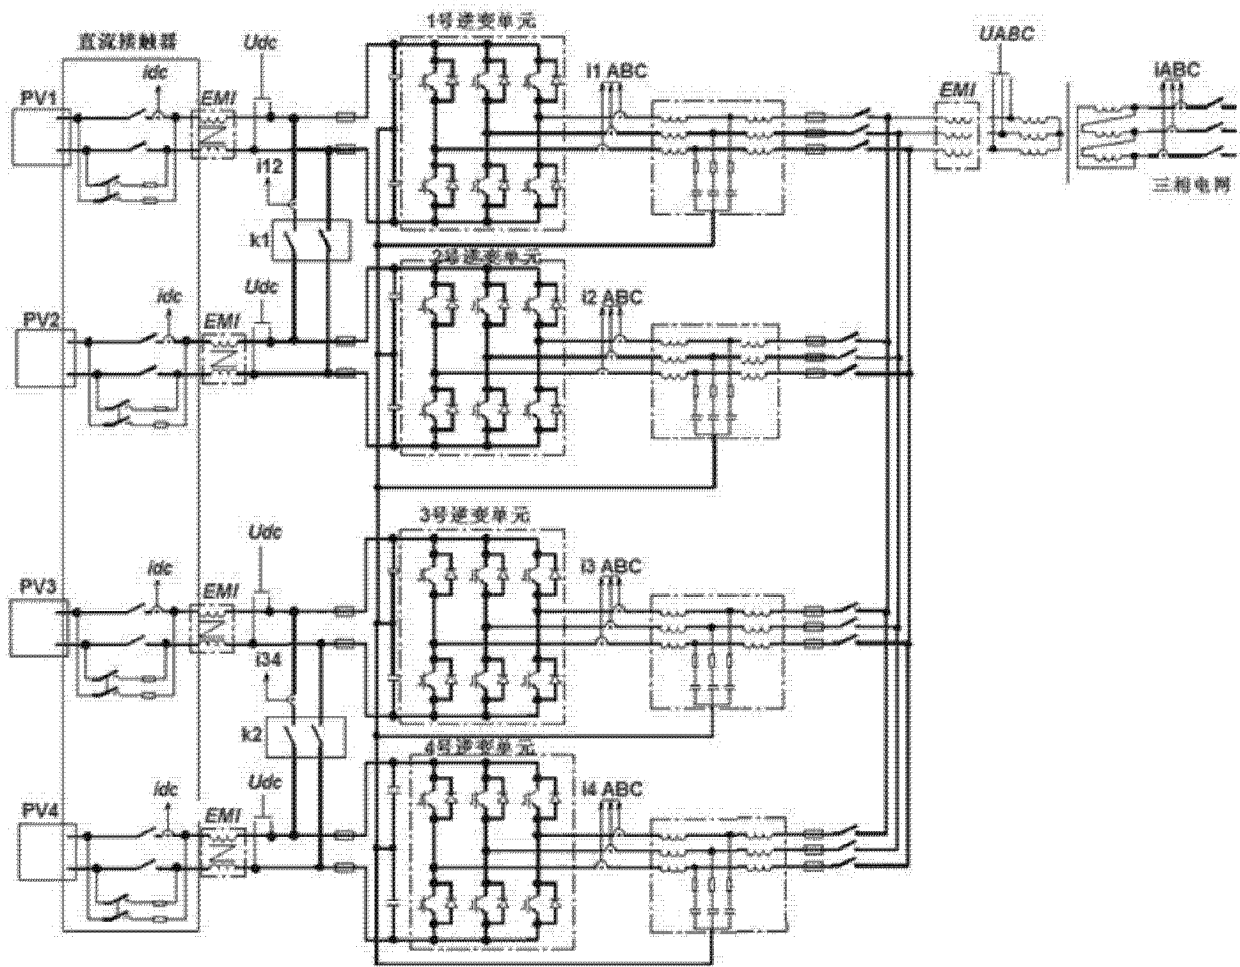 1号逆变单元
直流接触器
Udc
UABC
idc
i1 ABC
iABC
PV1
EMI
EMI
i12
三相电网
k1
2号逆变单元
Udc
idc
i2 ABC
PV2
EMI
3号逆变单元
Udc
idc
i3 ABC
PV3
EMI
i34
k2
4号逆变单元
Udc
idc
i4 ABC
PV4
EMI